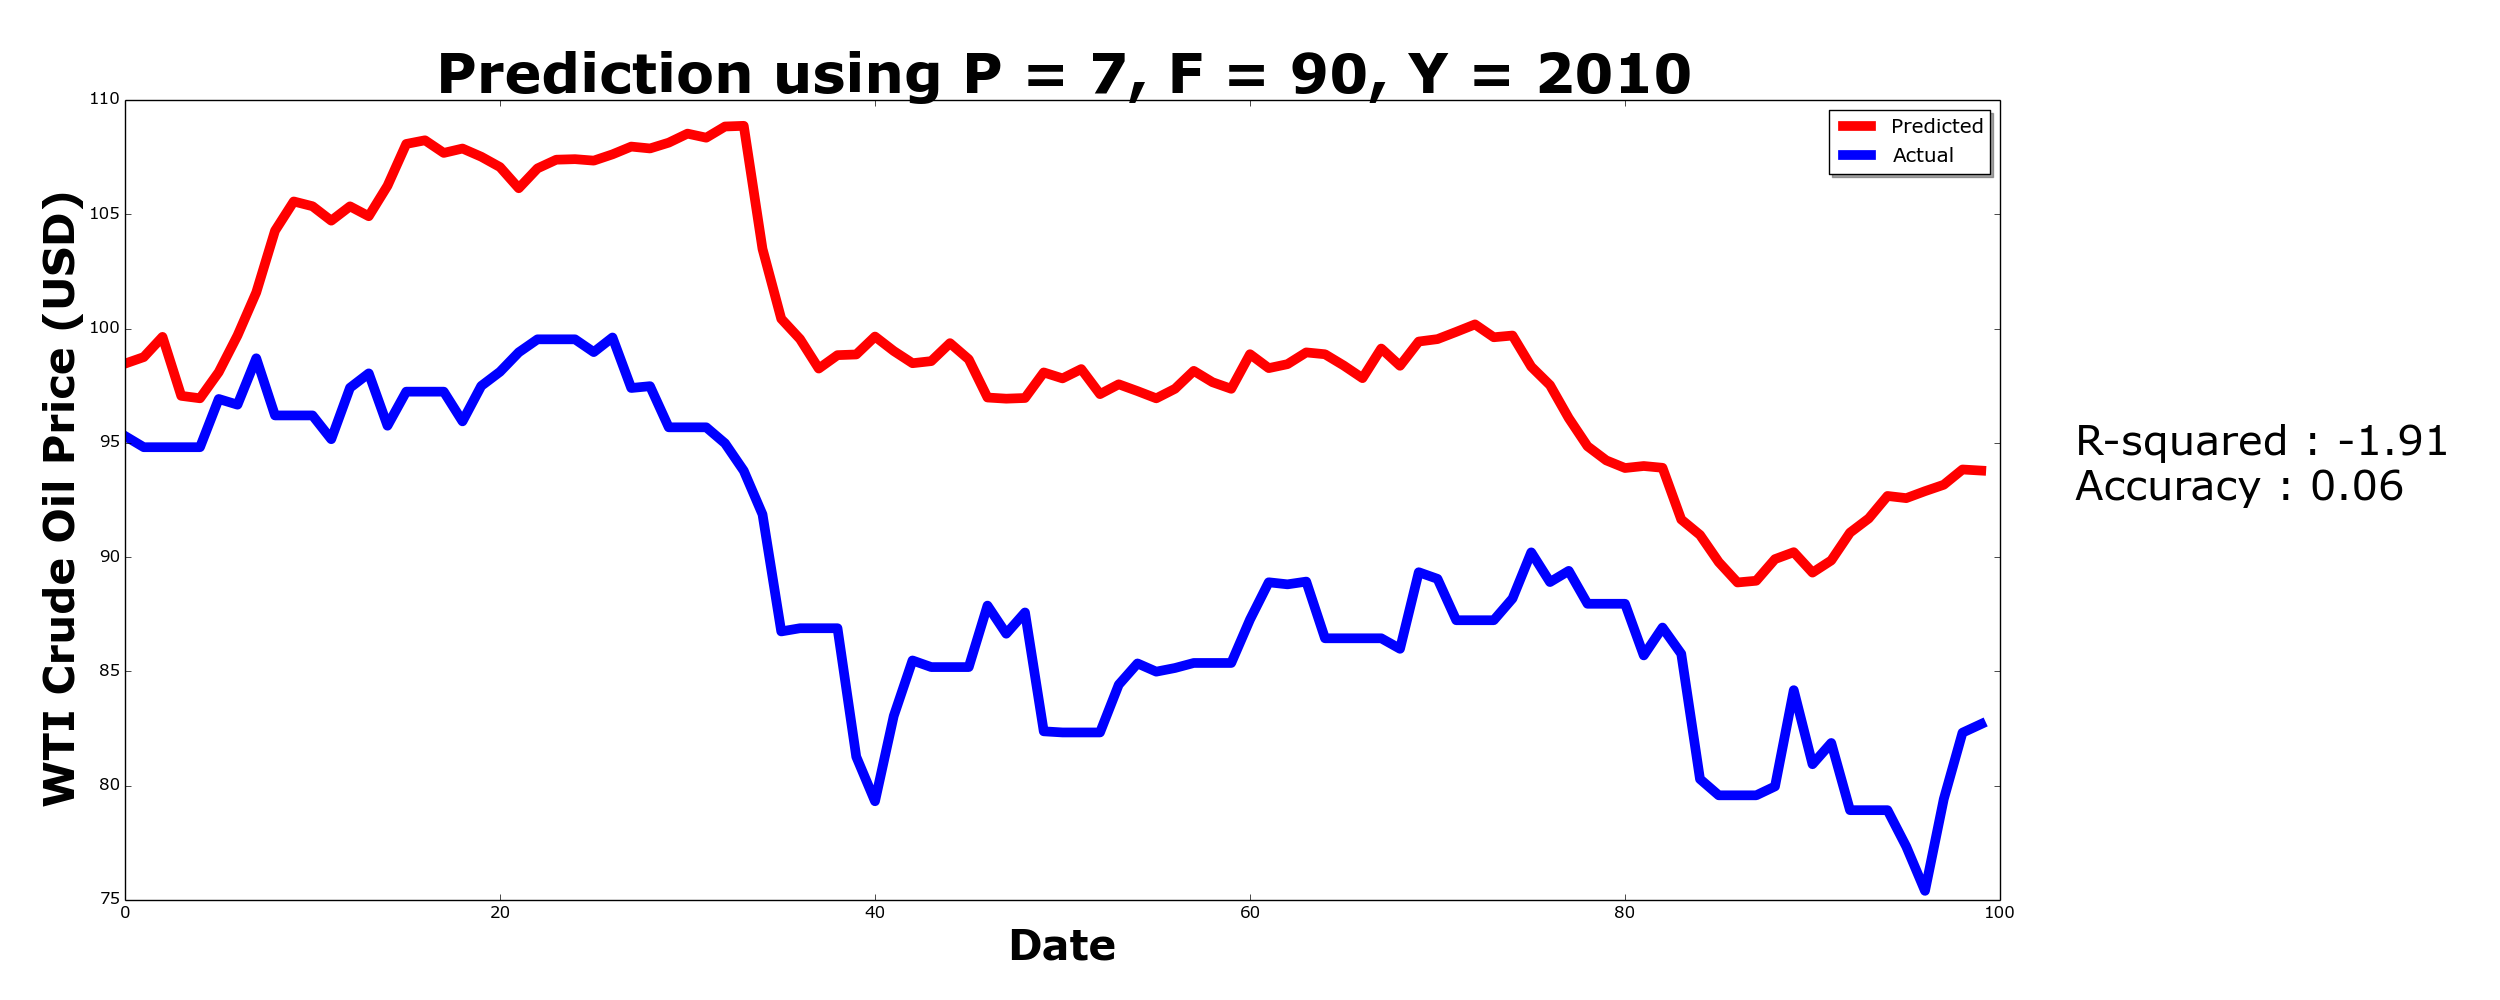 Prediction using P = 7, F = 90, Y = 2010
110
105
100
95
90
85
80
75
WTI Crude Oil Price (USD)
Predicted
Actual
R-squared : -1.91
Accuracy : 0.06
0 20 40 60 80 100
Date